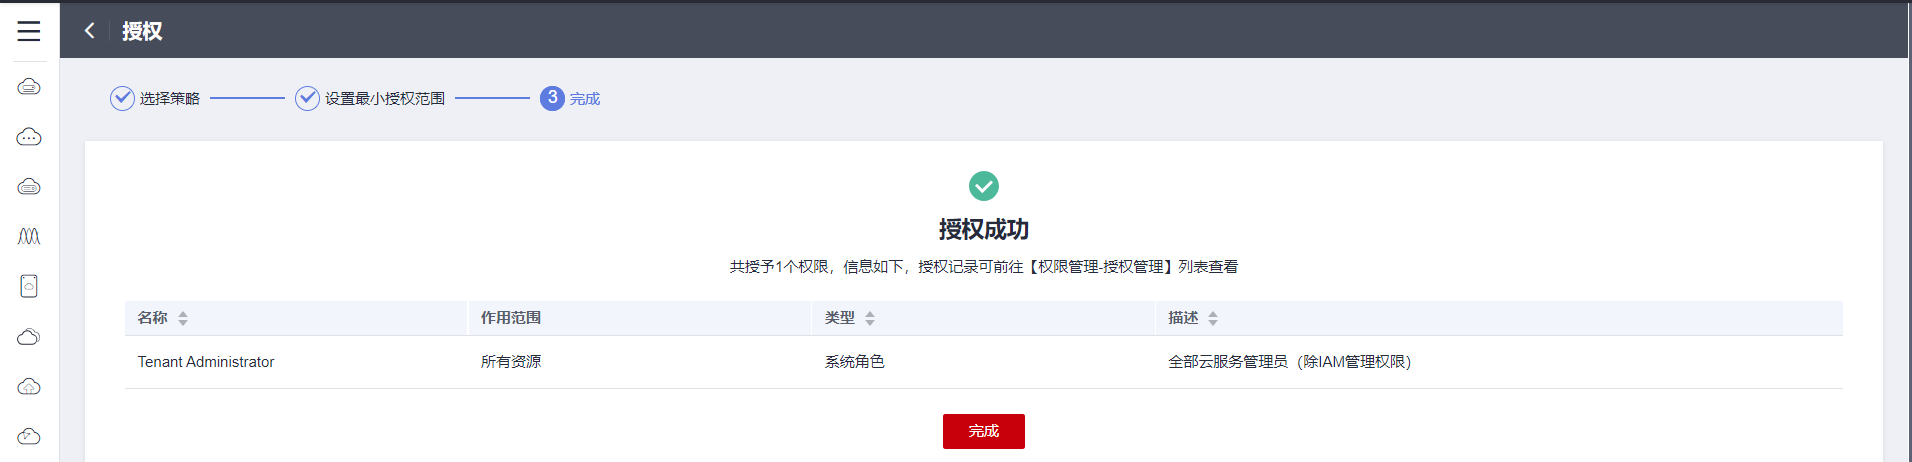 授权
选择策略 设置最小授权范围 3 完成
授权成功
共授予1个权限，信息如下，授权记录可前往【权限管理-授权管理】列表查看
名称 作用范围 类型 描述
Tenant Administrator 所有资源 系统角色 全部云服务管理员（除IAM管理权限）
完成